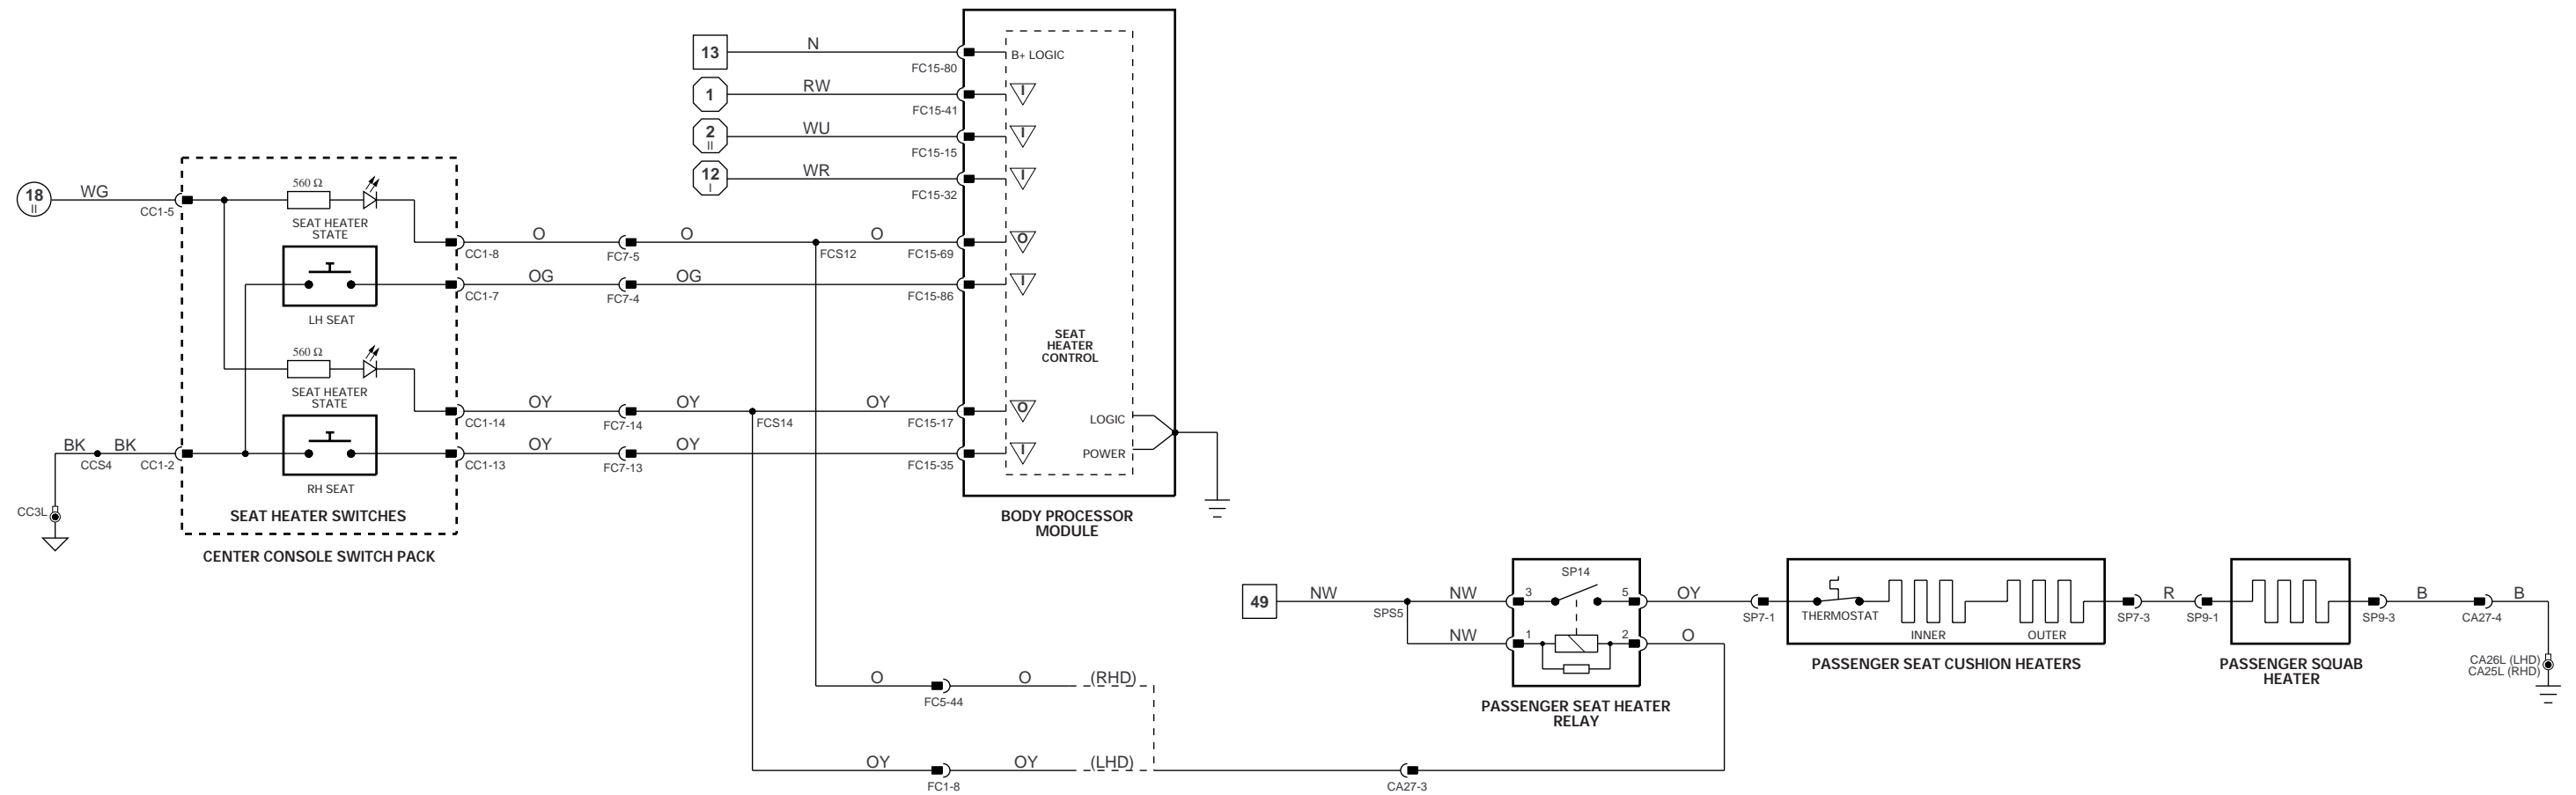 13
N
FC15-80
B+ LOGIC
1
RW
FC15-41
I
2
II
WU
FC15-15
I
12
I
WR
FC15-32
I
18
II
WG
CC1-5
560 Ω
SEAT HEATER
STATE
CC1-8
O
FC7-5
O
FCS12
O
FC15-69
O
LH SEAT
CC1-7
OG
FC7-4
OG
FC15-86
I
SEAT
HEATER
CONTROL
560 Ω
SEAT HEATER
STATE
CC1-14
OY
FC7-14
OY
FCS14
OY
FC15-17
O
LOGIC
POWER
BK
CCS4
BK
CC1-2
CC3L
RH SEAT
CC1-13
OY
FC7-13
OY
FC15-35
I
SEAT HEATER SWITCHES
CENTER CONSOLE SWITCH PACK
BODY PROCESSOR
MODULE
49
NW
SPS5
NW
NW
SP14
3
5
1
2
PASSENGER SEAT HEATER
RELAY
OY
O
SP7-1
THERMOSTAT
INNER
OUTER
PASSENGER SEAT CUSHION HEATERS
SP7-3
R
SP9-1
PASSENGER SQUAB
HEATER
SP9-3
B
CA27-4
B
CA26L (LHD)
CA25L (RHD)
O
FC5-44
O
(RHD)
OY
FC1-8
OY
(LHD)
CA27-3